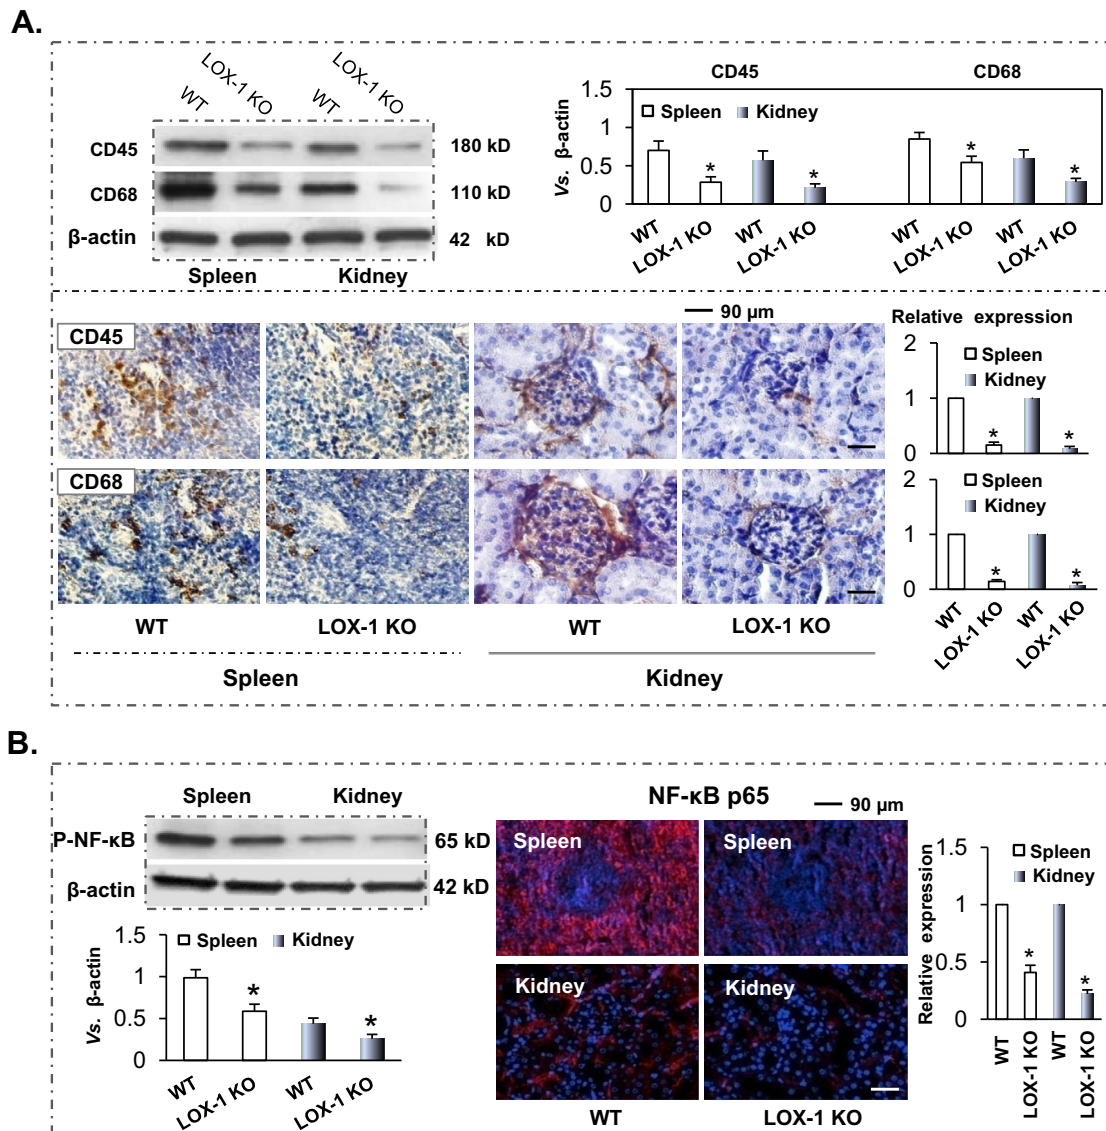 A.
LOX-1 KO
LOX-1 KO
WT
WT
CD45
180 kD
CD68
110 kD
β-actin
42 kD
Spleen
Kidney
CD45
CD68
1.5
1
0.5
0
Vs. β-actin
Spleen
Kidney
*
*
*
*
WT
LOX-1 KO
WT
LOX-1 KO
WT
LOX-1 KO
WT
LOX-1 KO
90 μm
Relative expression
CD45
CD68
2
1
0
Spleen
Kidney
*
*
2
1
0
Spleen
Kidney
*
*
WT
LOX-1 KO
WT
LOX-1 KO
WT
LOX-1 KO
WT
LOX-1 KO
Spleen
Kidney
B.
Spleen
Kidney
P-NF-κB
65 kD
β-actin
42 kD
1.5
1
0.5
0
Vs. β-actin
Spleen
Kidney
*
*
WT
LOX-1 KO
WT
LOX-1 KO
NF-κB p65
90 μm
Spleen
Spleen
Kidney
Kidney
WT
LOX-1 KO
Relative expression
1.5
1
0.5
0
Spleen
Kidney
*
*
WT
LOX-1 KO
WT
LOX-1 KO